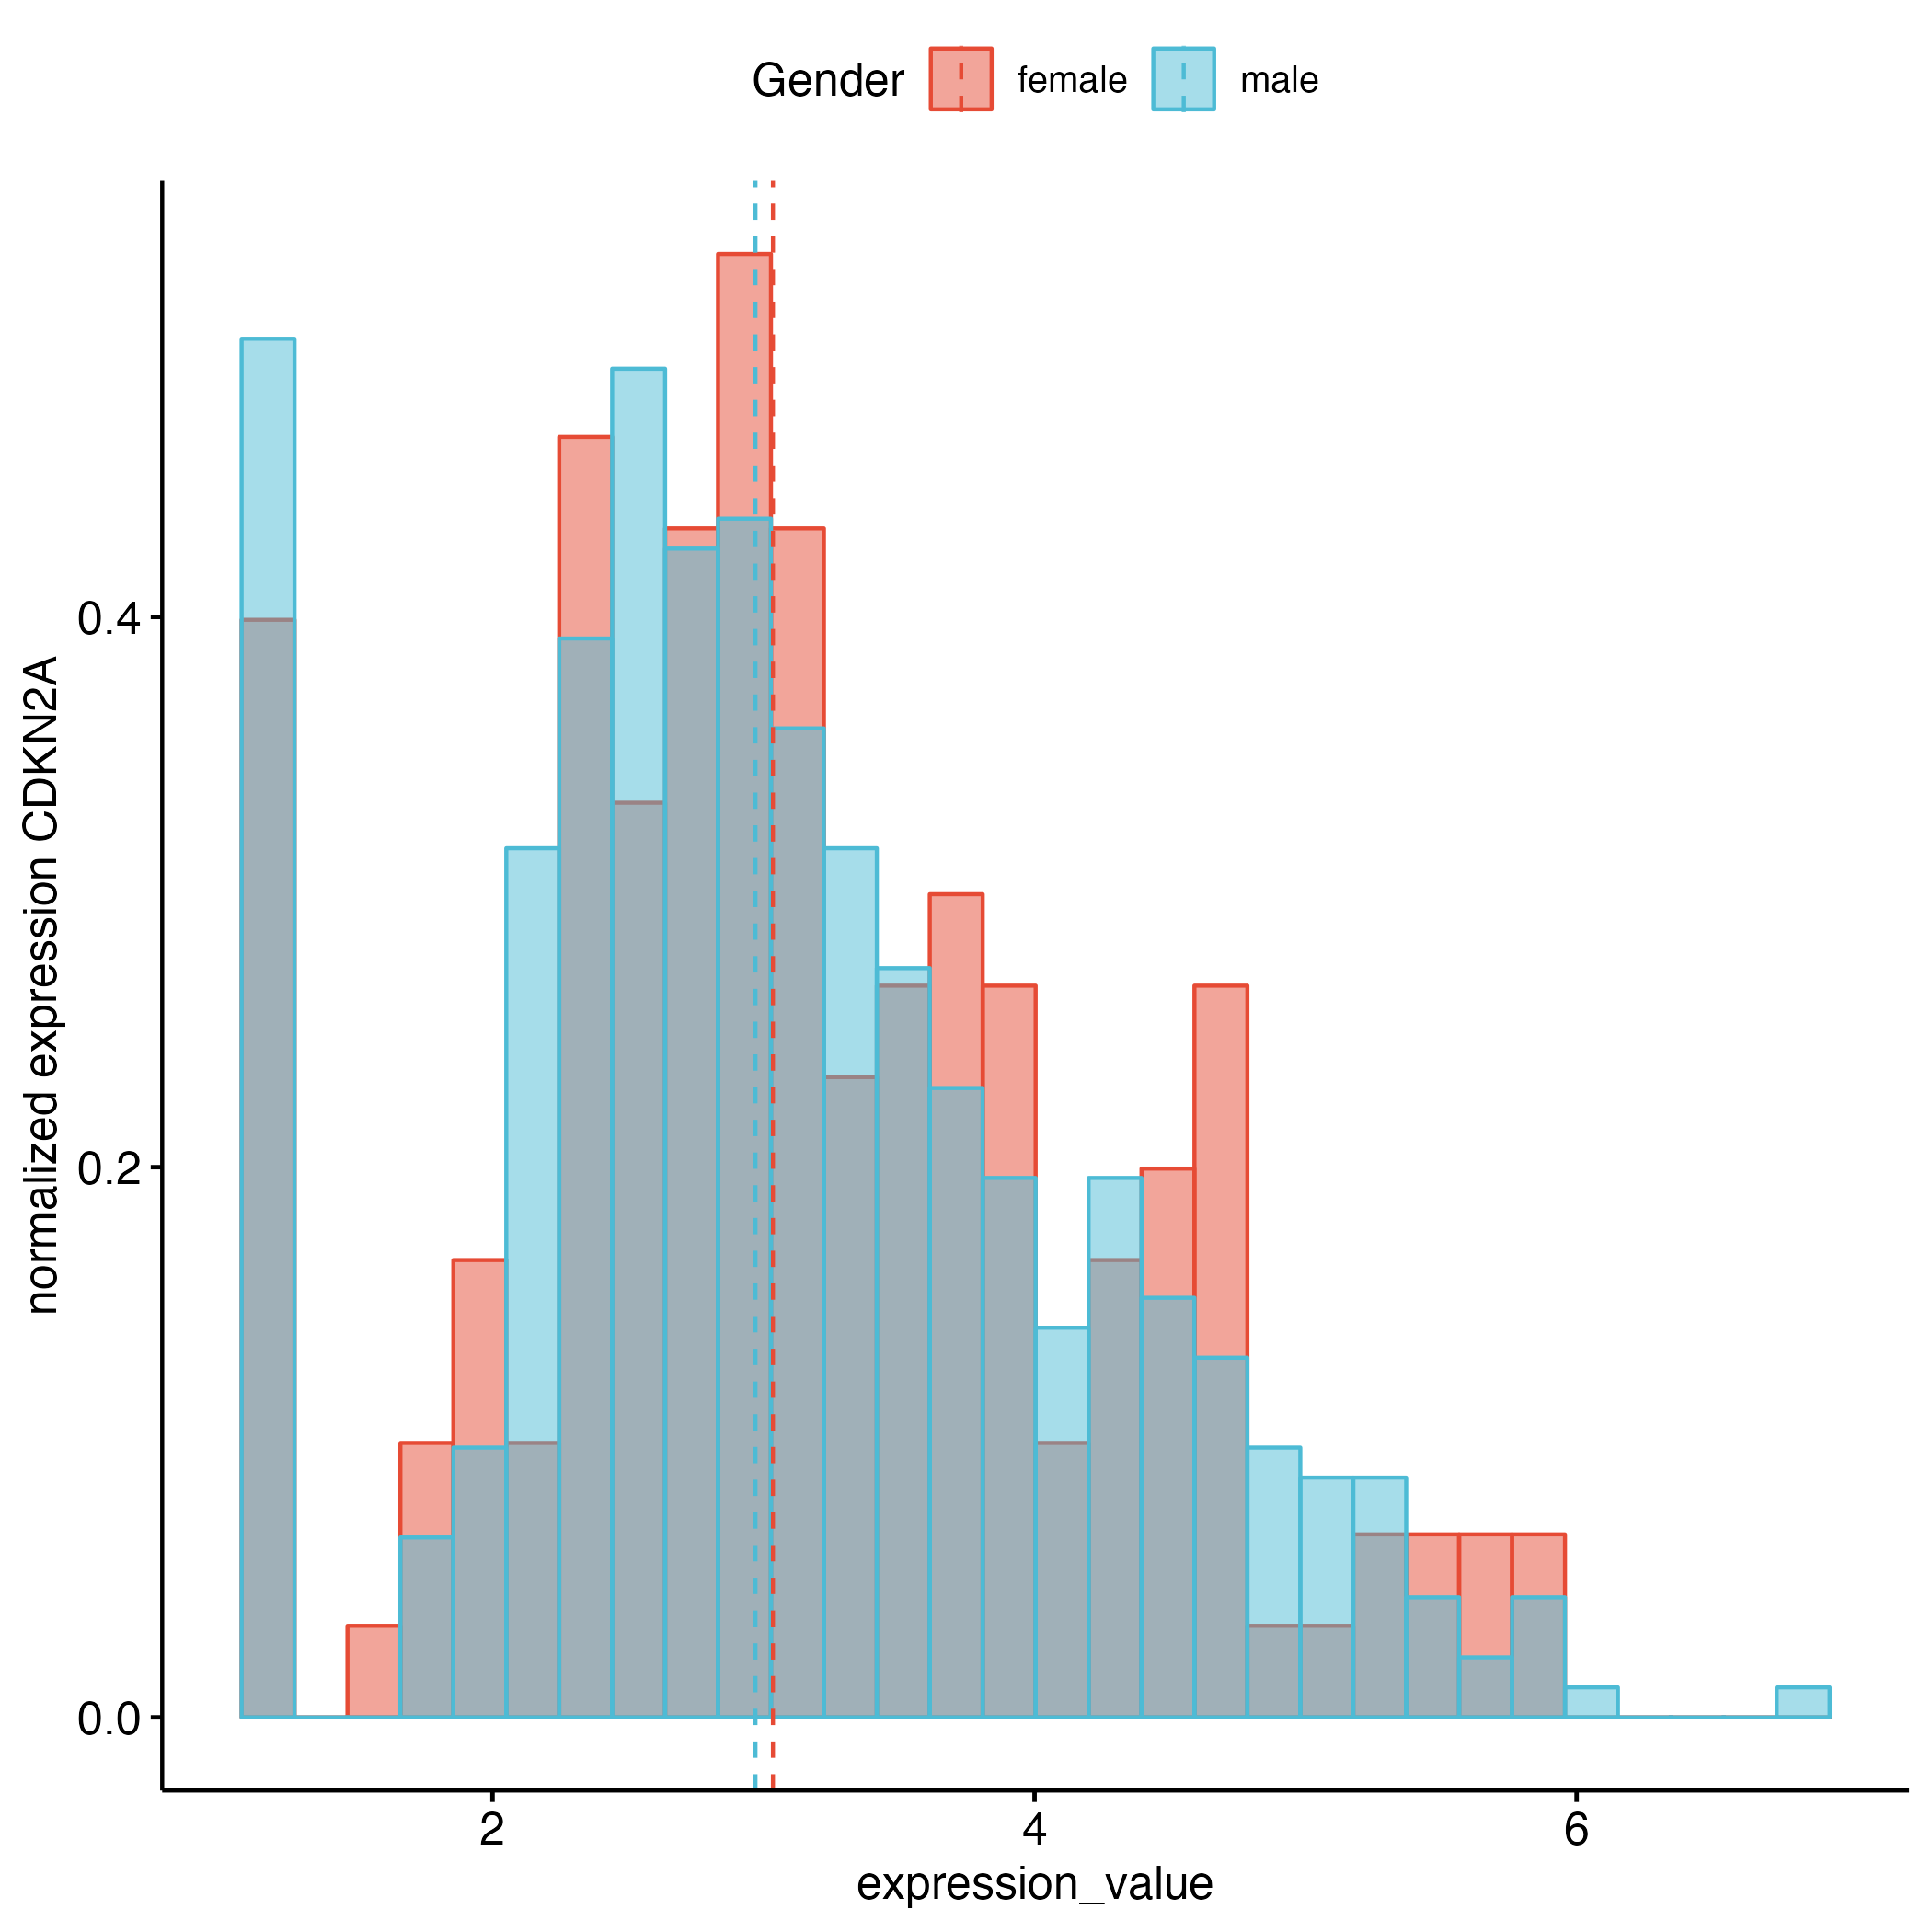 Gender female male
normalized expression CDKN2A
0.4
0.2
0.0
2 4 6
expression_value